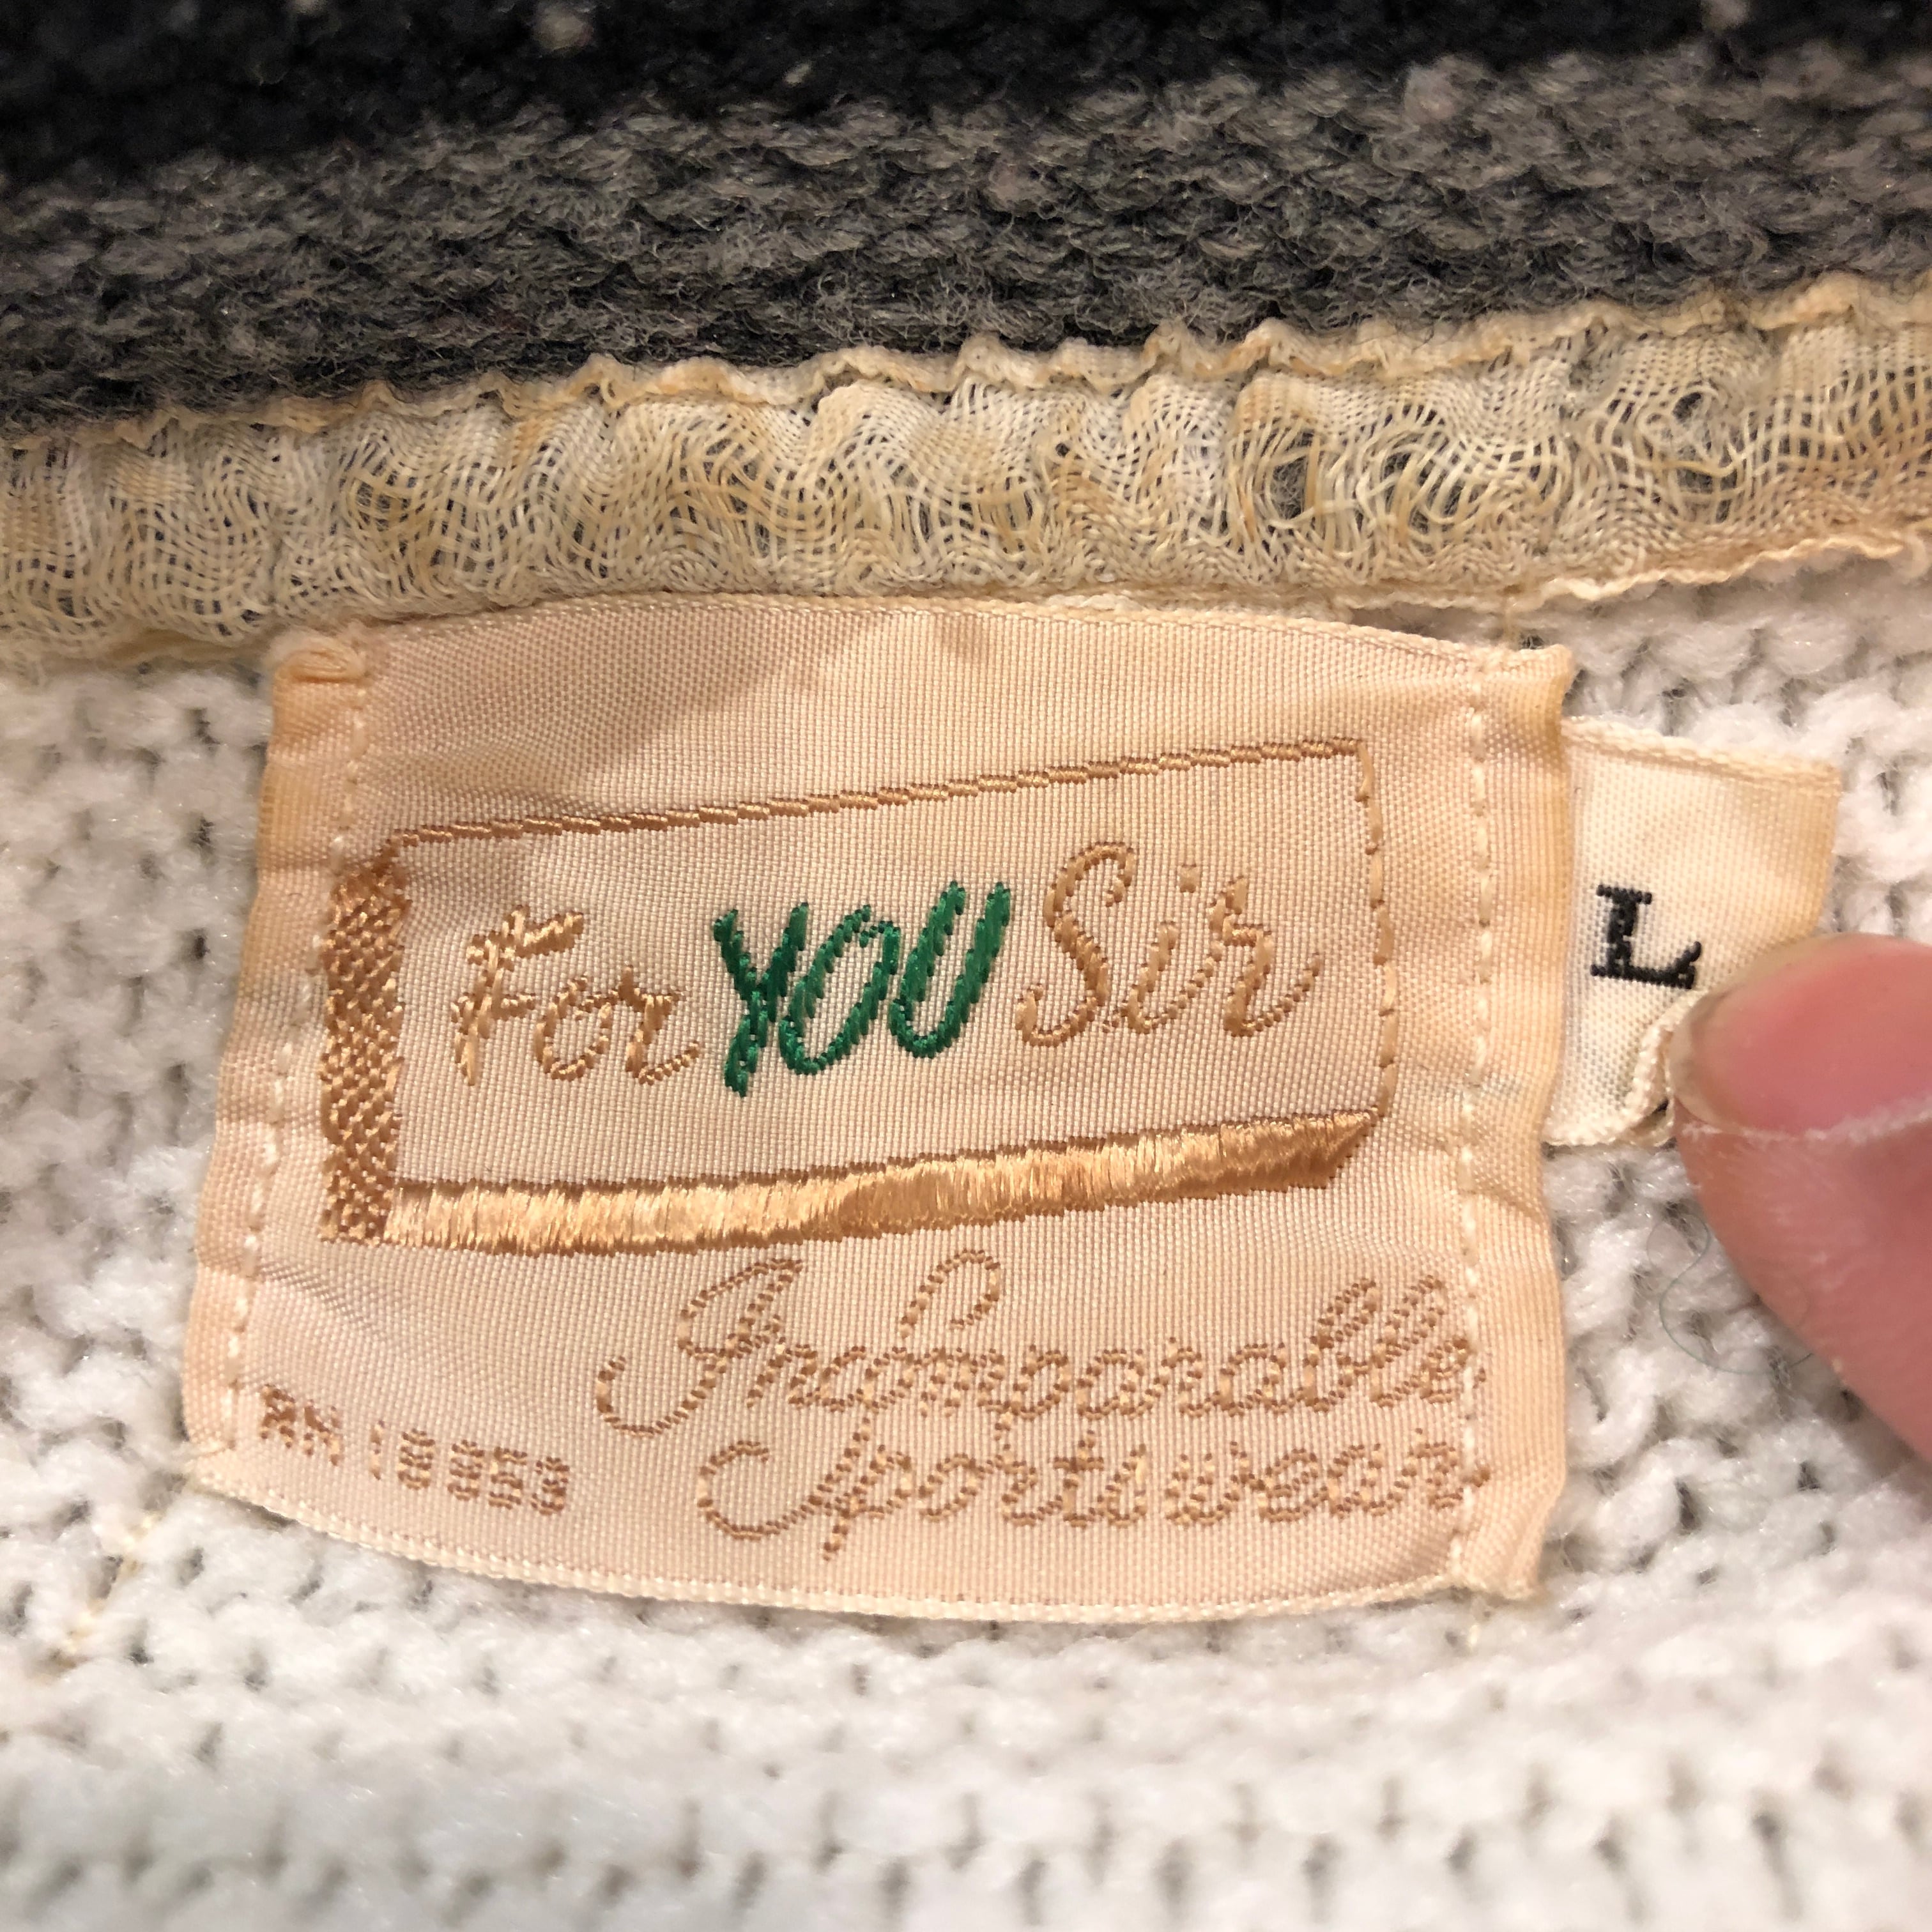 For YOU Sir
L
Incomparable
Sportswear